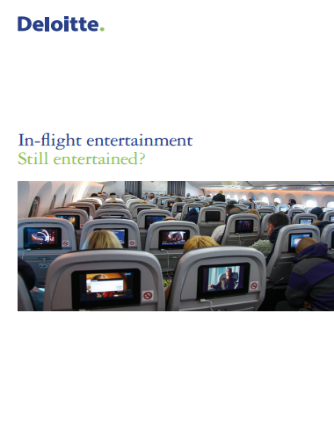 Deloitte.
In-flight entertainment
Still entertained?